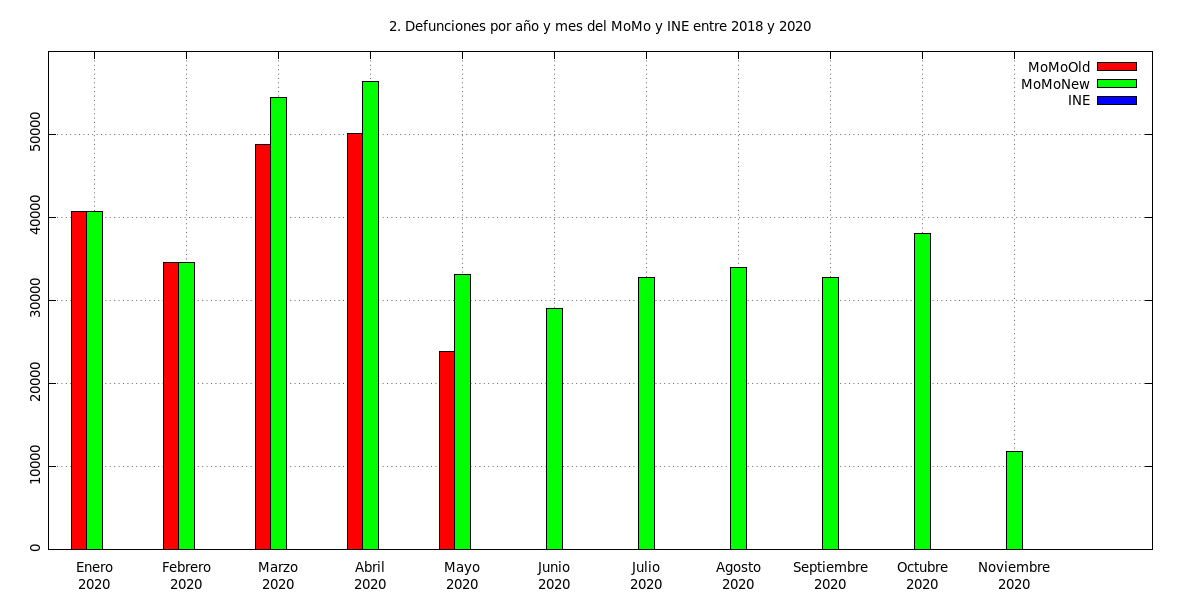 2. Defunciones por año y mes del MoMo y INE entre 2018 y 2020
MoMoOld
MoMoNew
INE
50000
40000
30000
20000
10000
0
Enero Febrero Marzo Abril Mayo Junio Julio Agosto Septiembre Octubre Noviembre
2020 2020 2020 2020 2020 2020 2020 2020 2020 2020 2020